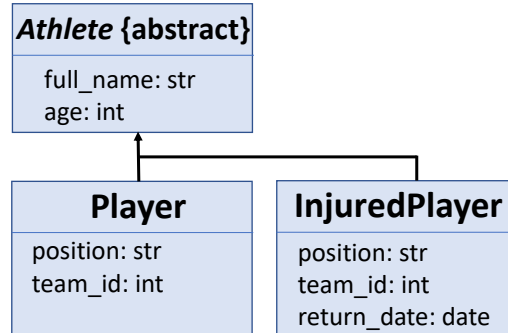 Athlete {abstract}
full_name: str
age: int
Player
position: str
team_id: int
InjuredPlayer
position: str
team_id: int
return_date: date